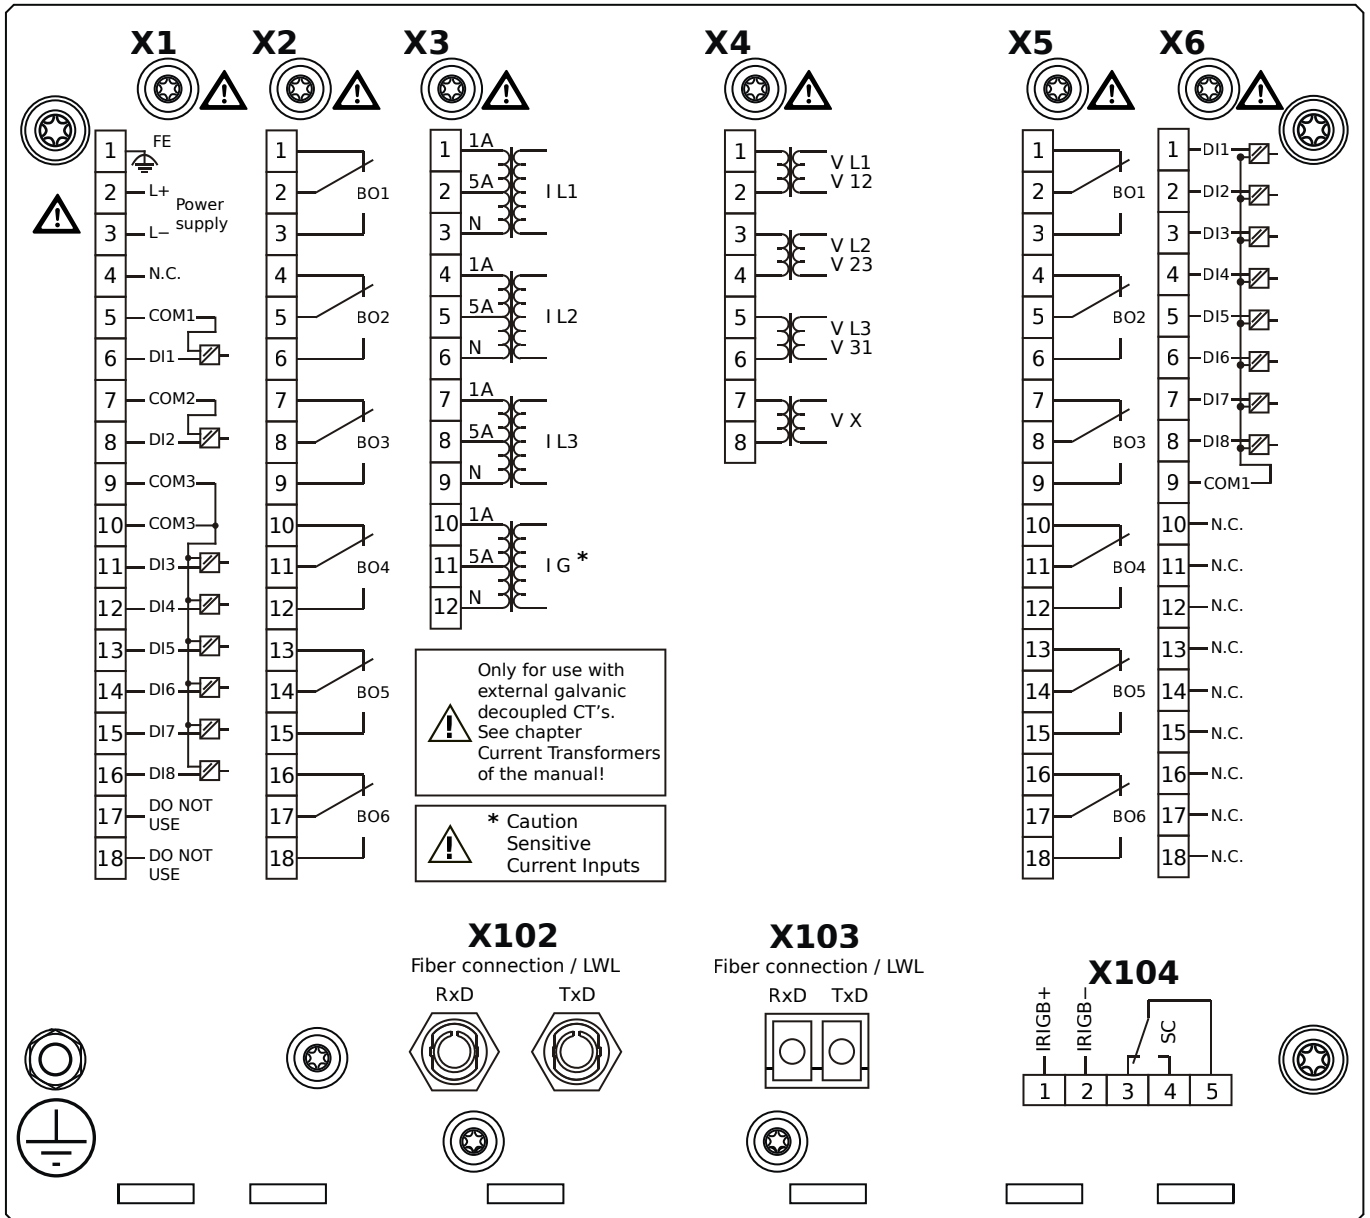 X1
X2
X3
X4
X5
X6
1 FE
2 L+
Power
supply
3 L−
4 N.C.
5 COM1
6 DI1
7 COM2
8 DI2
9 COM3
10 COM3
11 DI3
12 DI4
13 DI5
14 DI6
15 DI7
16 DI8
17 DO NOT
USE
18 DO NOT
USE
1
2 BO1
3
4
5 BO2
6
7
8 BO3
9
10
11 BO4
12
13
14 BO5
15
16
17 BO6
18
1 1A
2 5A I L1
3 N
4 1A
5 5A I L2
6 N
7 1A
8 5A I L3
9 N
10 1A
11 5A I G *
12 N
Only for use with
external galvanic
decoupled CT's.
See chapter
Current Transformers
of the manual!
* Caution
Sensitive
Current Inputs
1 V L1
2 V 12
3 V L2
4 V 23
5 V L3
6 V 31
7 V X
8
1
2 BO1
3
4
5 BO2
6
7
8 BO3
9
10
11 BO4
12
13
14 BO5
15
16
17 BO6
18
1 DI1
2 DI2
3 DI3
4 DI4
5 DI5
6 DI6
7 DI7
8 DI8
9 COM1
10 N.C.
11 N.C.
12 N.C.
13 N.C.
14 N.C.
15 N.C.
16 N.C.
17 N.C.
18 N.C.
X102
Fiber connection / LWL
RxD TxD
X103
Fiber connection / LWL
RxD TxD
X104
IRIGB+
IRIGB−
SC
1 2 3 4 5